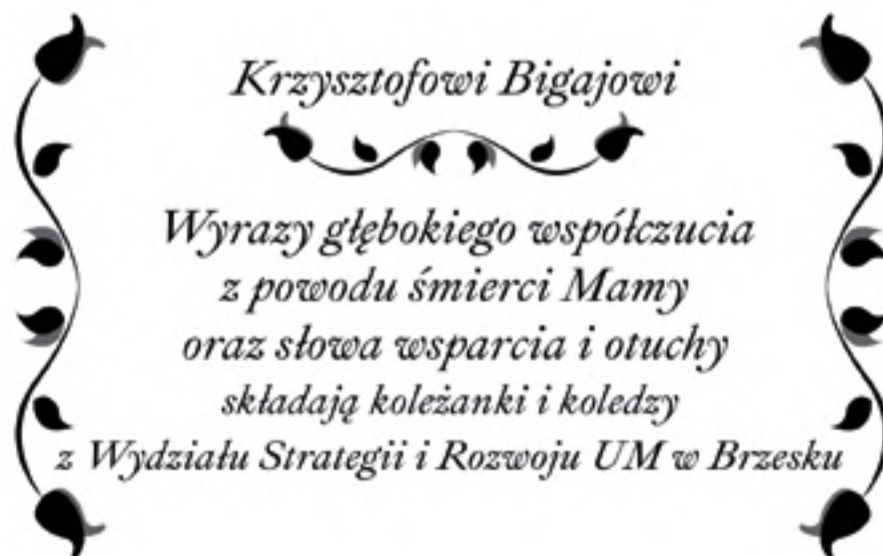 Krzysztofowi Bigajowi
Wyrazy głębokiego współczucia
z powodu śmierci Mamy
oraz słowa wsparcia i otuchy
składają koleżanki i koledzy
z Wydziału Strategii i Rozwoju UM w Brzesku